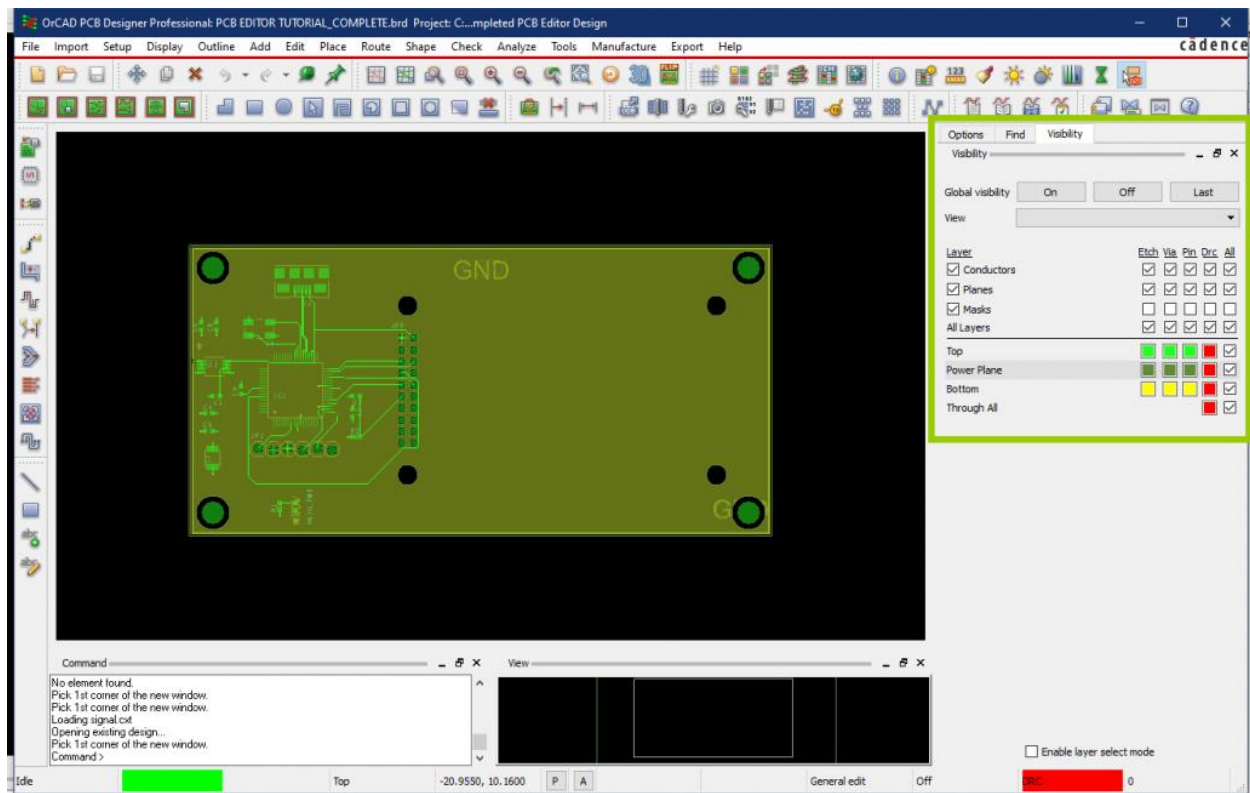 OrCAD PCB Designer Professional: PCB EDITOR TUTORIAL_COMPLETE.brd Project: C:...mpleted PCB Editor Design
File Import Setup Display Outline Add Edit Place Route Shape Check Analyze Tools Manufacture Export Help
cādence
Options Find Visibility
Visibility
Global visibility On Off Last
View
Layer Etch Via Pin Drc All
Conductors
Planes
Masks
All Layers
Top
Power Plane
Bottom
Through All
GND
Command
No element found.
Pick 1st corner of the new window.
Pick 1st corner of the new window.
Loading signal.cxt
Opening existing design...
Pick 1st corner of the new window.
Command >
View
Enable layer select mode
Idle Top -20.9550, 10.1600 P A General edit Off DRC 0